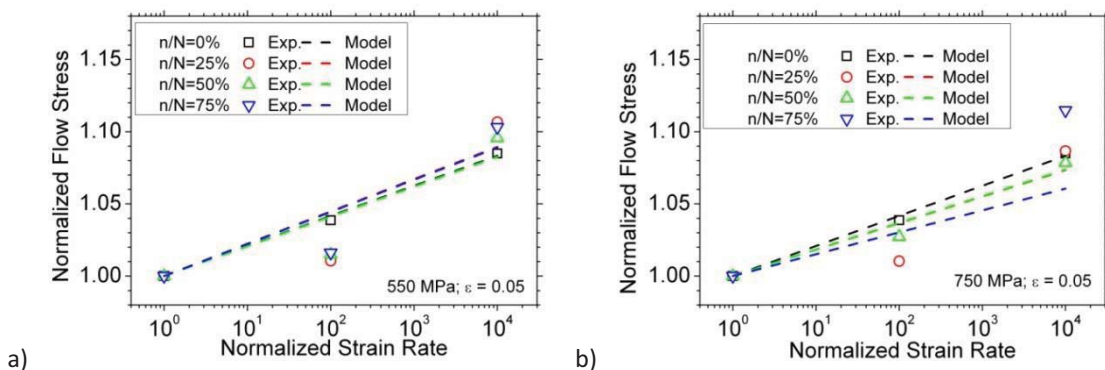 n/N=0% Exp. Model
n/N=25% Exp. Model
n/N=50% Exp. Model
n/N=75% Exp. Model
1.15
1.10
1.05
1.00
Normalized Flow Stress
550 MPa; ε = 0.05
10⁰ 10¹ 10² 10³ 10⁴
Normalized Strain Rate
a)
n/N=0% Exp. Model
n/N=25% Exp. Model
n/N=50% Exp. Model
n/N=75% Exp. Model
1.15
1.10
1.05
1.00
Normalized Flow Stress
750 MPa; ε = 0.05
10⁰ 10¹ 10² 10³ 10⁴
Normalized Strain Rate
b)